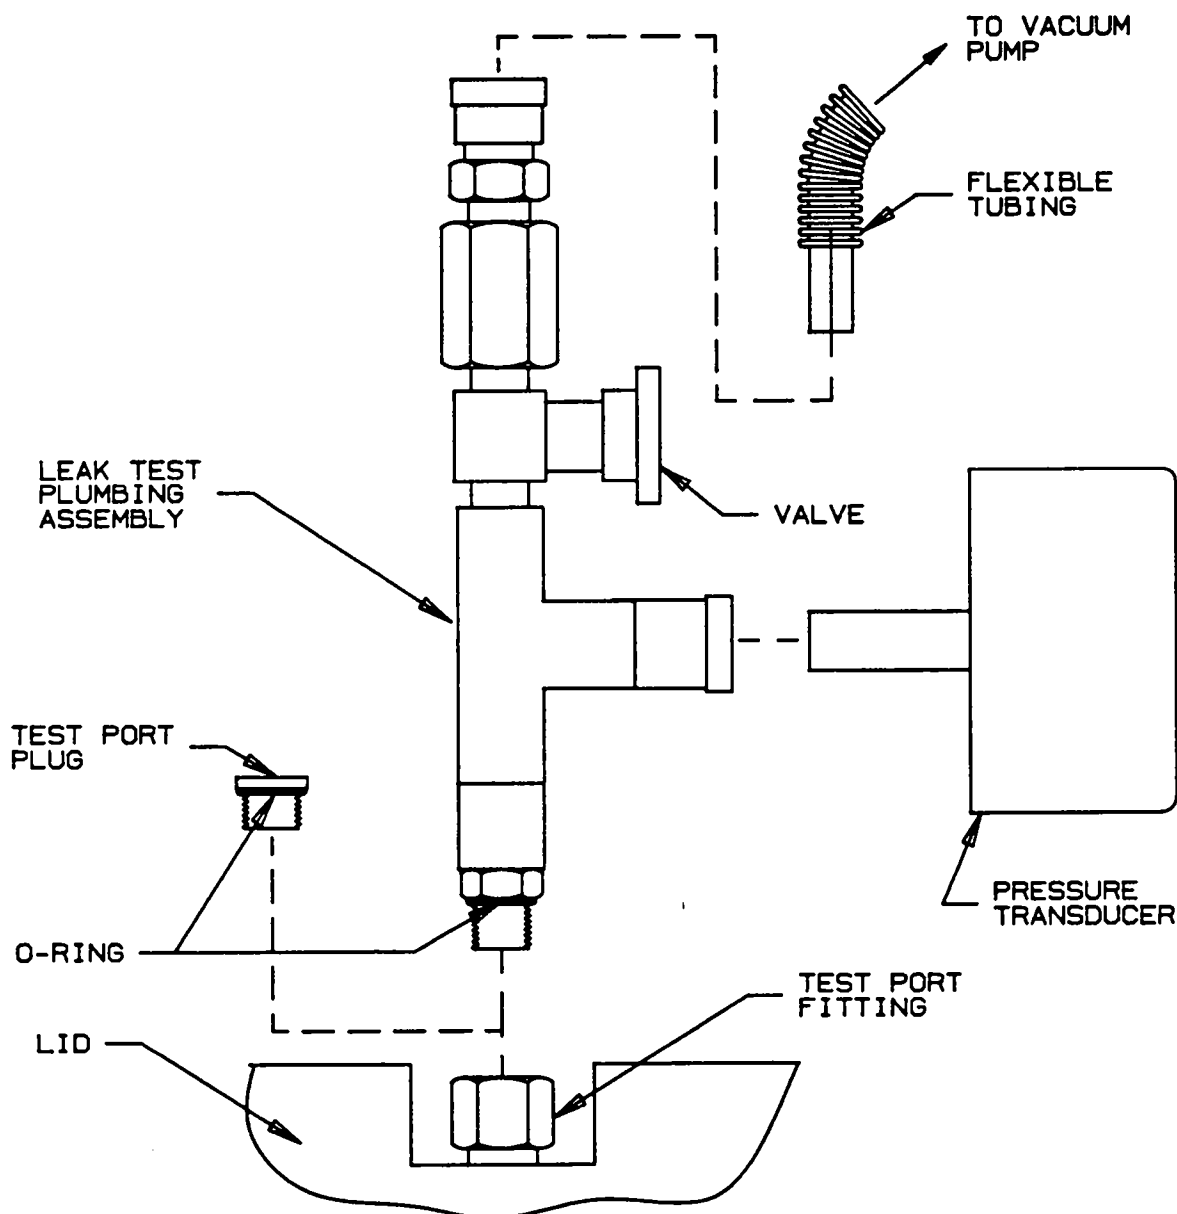 TO VACUUM
PUMP
FLEXIBLE
TUBING
LEAK TEST
PLUMBING
ASSEMBLY
VALVE
TEST PORT
PLUG
PRESSURE
TRANSDUCER
O-RING
TEST PORT
FITTING
LID